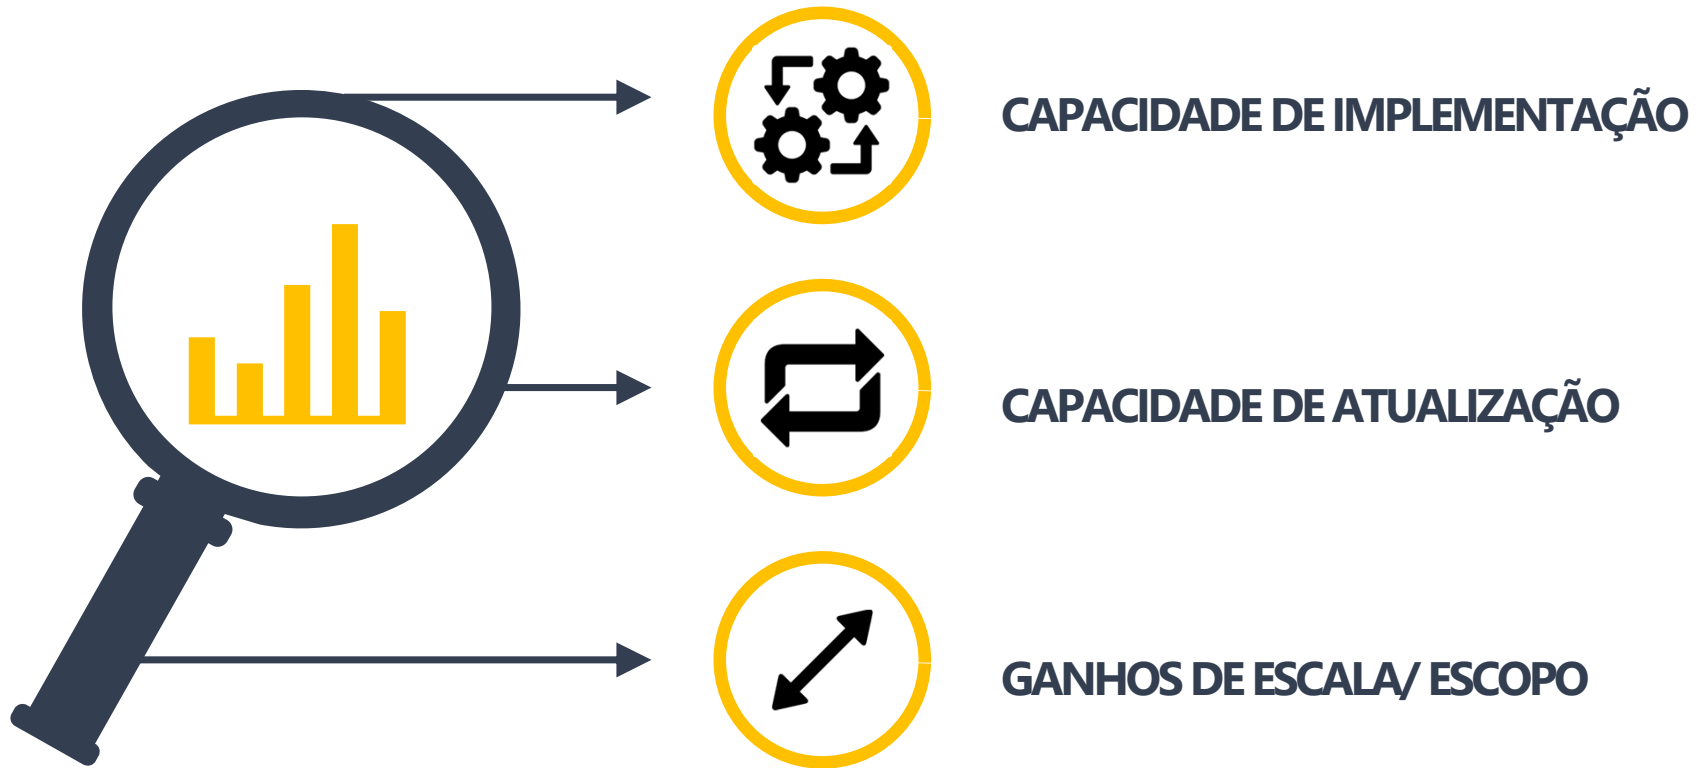 CAPACIDADE DE IMPLEMENTAÇÃO
CAPACIDADE DE ATUALIZAÇÃO
GANHOS DE ESCALA/ ESCOPO